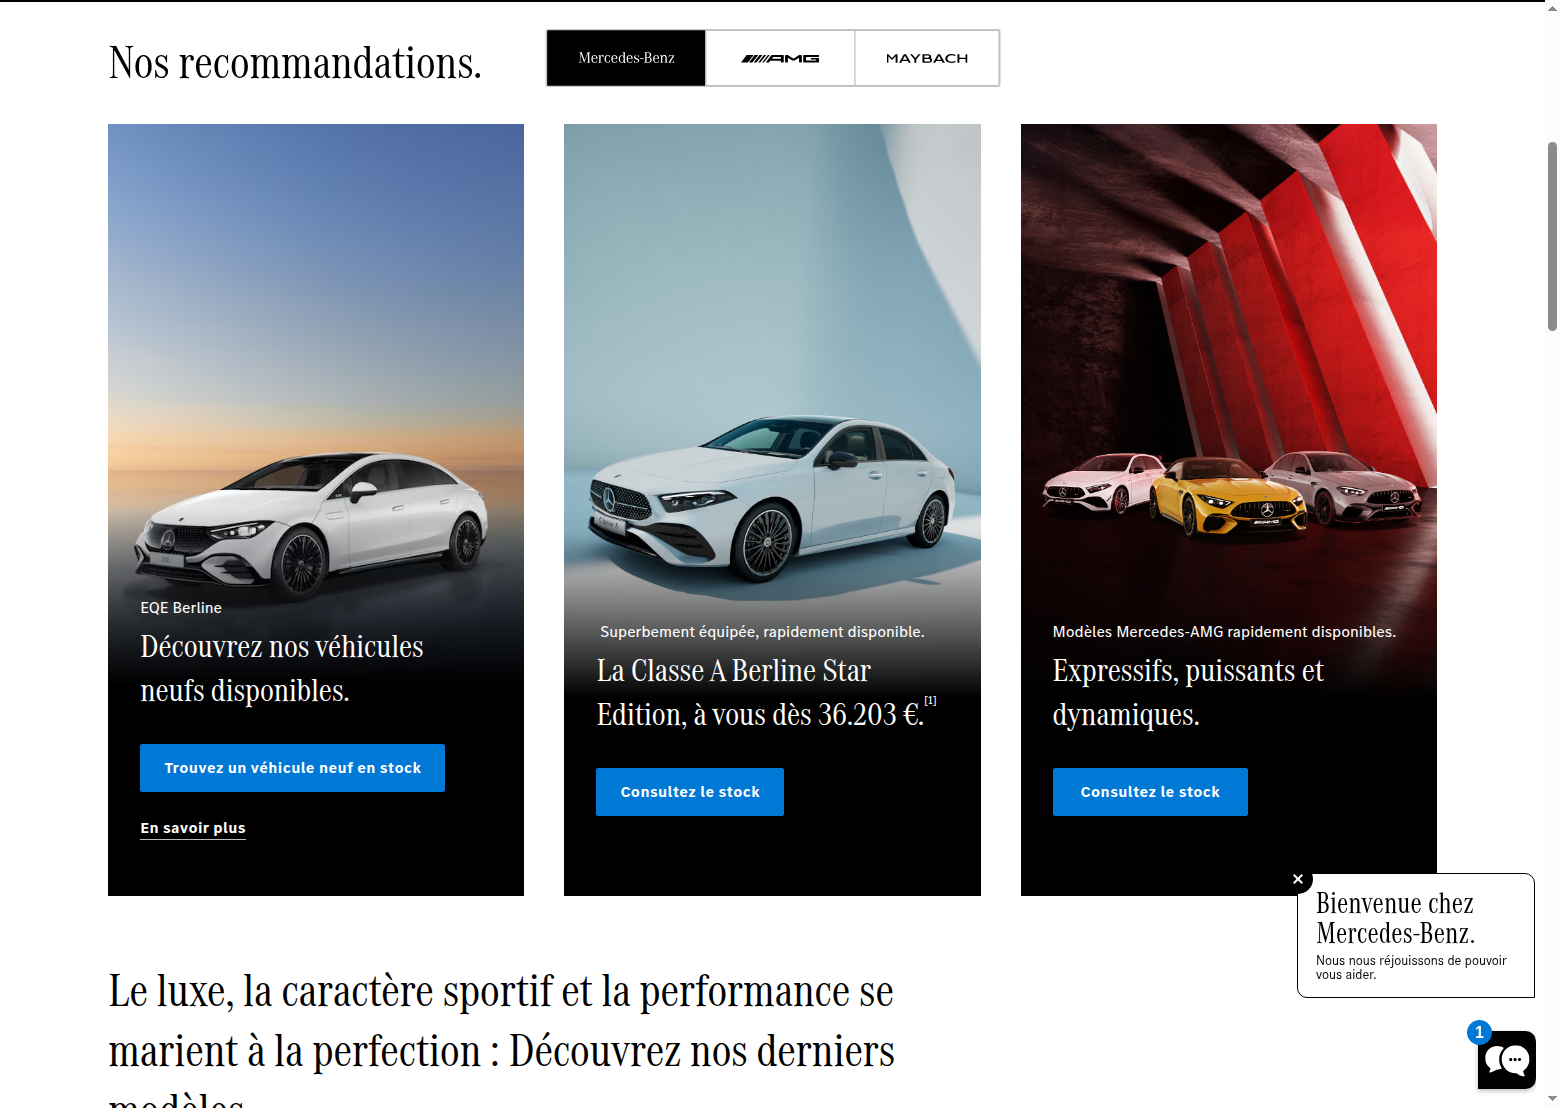 Nos recommandations.
Mercedes-Benz
AMG
MAYBACH
EQE Berline
Découvrez nos véhicules
neufs disponibles.
Trouvez un véhicule neuf en stock
En savoir plus
Classe A
Superbement équipée, rapidement disponible.
La Classe A Berline Star
Edition, à vous dès 36.203 €.[1]
Consultez le stock
Modèles Mercedes-AMG rapidement disponibles.
Expressifs, puissants et
dynamiques.
Consultez le stock
Bienvenue chez
Mercedes-Benz.
Nous nous réjouissons de pouvoir
vous aider.
1
Le luxe, la caractère sportif et la performance se
marient à la perfection : Découvrez nos derniers
modèles